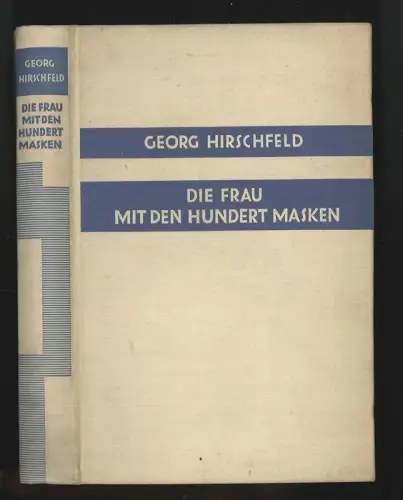 GEORG
HIRSCHFELD
DIE FRAU
MIT DEN
HUNDERT
MASKEN
GEORG HIRSCHFELD
DIE FRAU
MIT DEN HUNDERT MASKEN